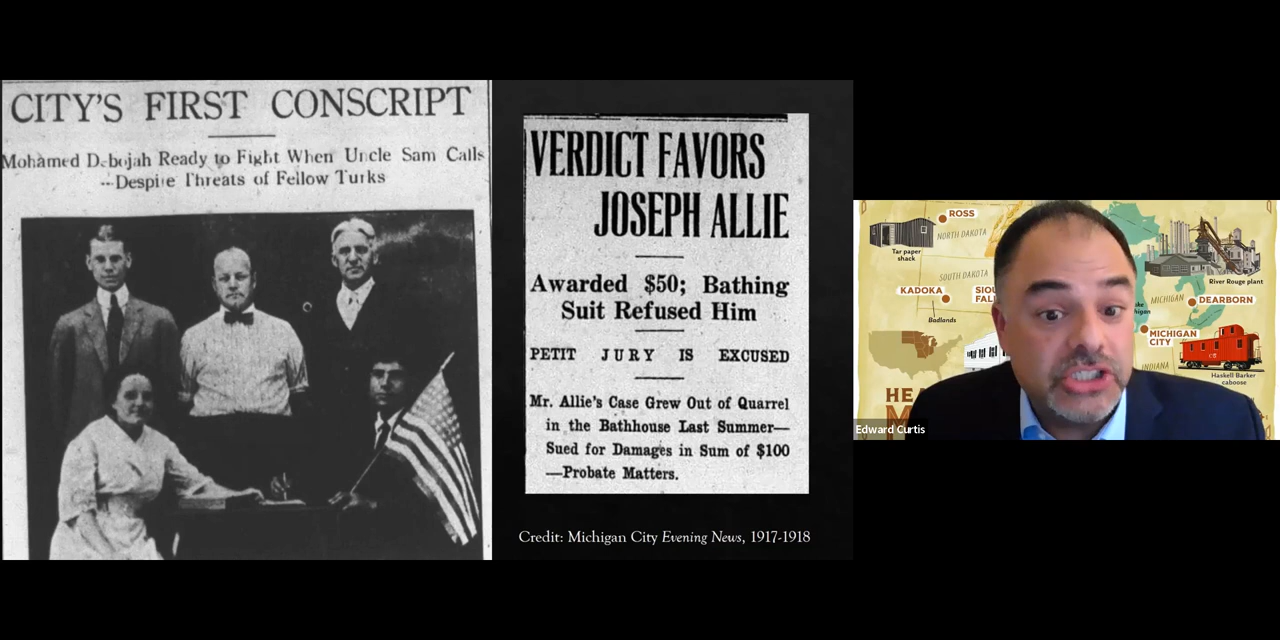 CITY'S FIRST CONSCRIPT
Mohamed Debojah Ready to Fight When Uncle Sam Calls
--Despite Threats of Fellow Turks
VERDICT FAVORS
JOSEPH ALLIE
Awarded $50; Bathing
Suit Refused Him
PETIT JURY IS EXCUSED
Mr. Allie's Case Grew Out of Quarrel
in the Bathhouse Last Summer—
Sued for Damages in Sum of $100
—Probate Matters.
Credit: Michigan City Evening News, 1917-1918
ROSS
NORTH DAKOTA
Tar paper
shack
SOUTH DAKOTA
KADOKA
SIOU
FAL
Badlands
River Rouge plant
MICHIGAN
DEARBORN
MICHIGAN
CITY
INDIANA
Haskell Barker
caboose
HE
M
Edward Curtis